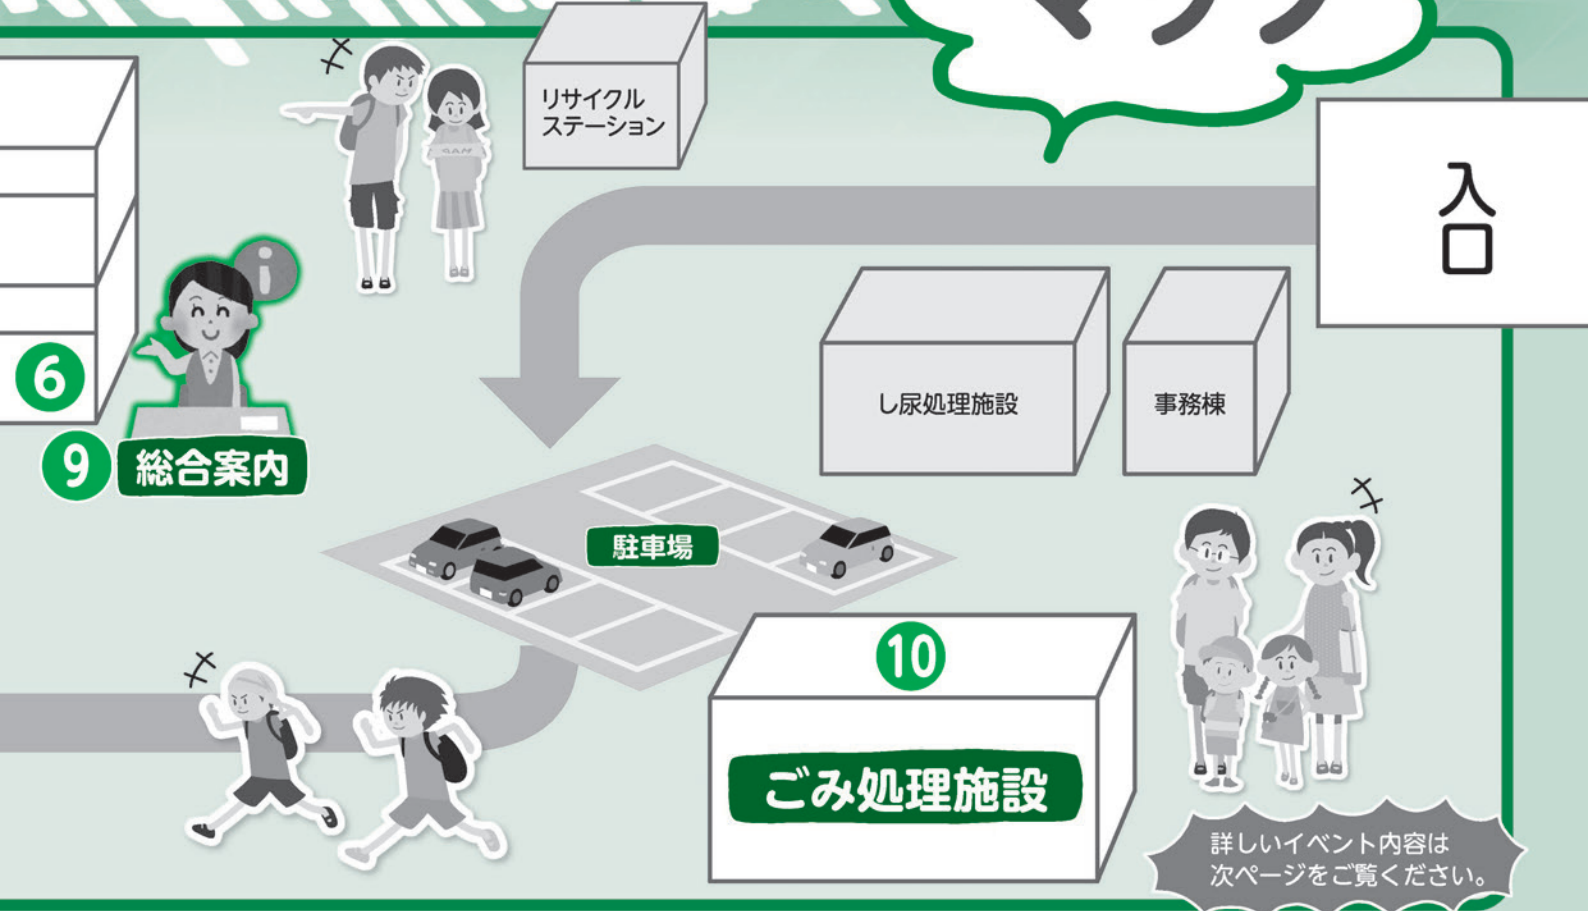 マップ
リサイクル
ステーション
入口
i
し尿処理施設
事務棟
6
9 総合案内
駐車場
10
ごみ処理施設
詳しいイベント内容は
次ページをご覧ください。